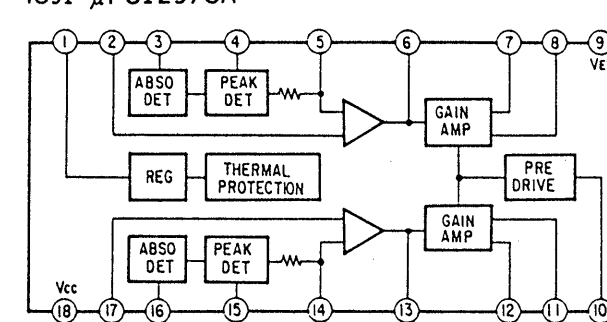 1 2 3 4 5 6 7 8 9
ABSO DET
PEAK DET
VE
GAIN AMP
REG
THERMAL PROTECTION
PRE DRIVE
GAIN AMP
ABSO DET
PEAK DET
Vcc
18 17 16 15 14 13 12 11 10